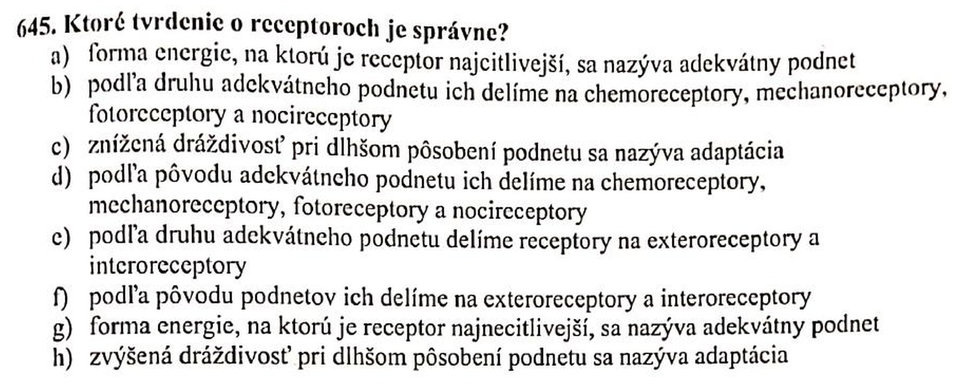 645. Ktoré tvrdenie o receptoroch je správne?
a) forma energie, na ktorú je receptor najcitlivejší, sa nazýva adekvátny podnet
b) podľa druhu adekvátneho podnetu ich delíme na chemoreceptory, mechanoreceptory,
fotoreceptory a nocireceptory
c) znížená dráždivosť pri dlhšom pôsobení podnetu sa nazýva adaptácia
d) podľa pôvodu adekvátneho podnetu ich delíme na chemoreceptory,
mechanoreceptory, fotoreceptory a nocireceptory
e) podľa druhu adekvátneho podnetu delíme receptory na exteroreceptory a
interoreceptory
f) podľa pôvodu podnetov ich delíme na exteroreceptory a interoreceptory
g) forma energie, na ktorú je receptor najnecitlivejší, sa nazýva adekvátny podnet
h) zvýšená dráždivosť pri dlhšom pôsobení podnetu sa nazýva adaptácia